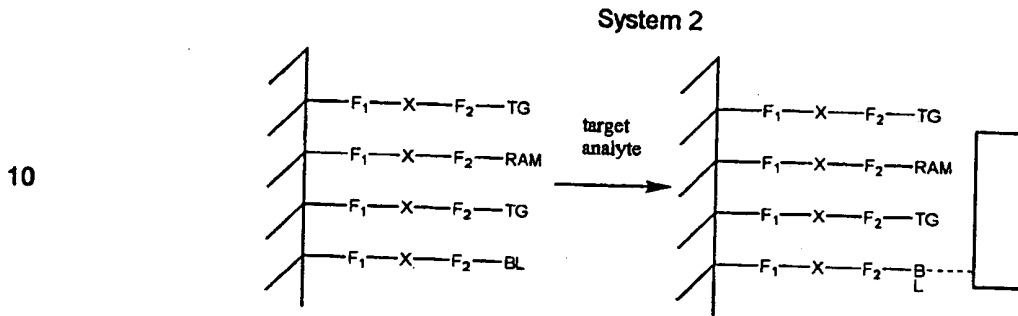 System 2
F₁—X—F₂—TG
F₁—X—F₂—RAM
F₁—X—F₂—TG
F₁—X—F₂—BL
target
analyte
F₁—X—F₂—TG
F₁—X—F₂—RAM
F₁—X—F₂—TG
F₁—X—F₂—B
L
10